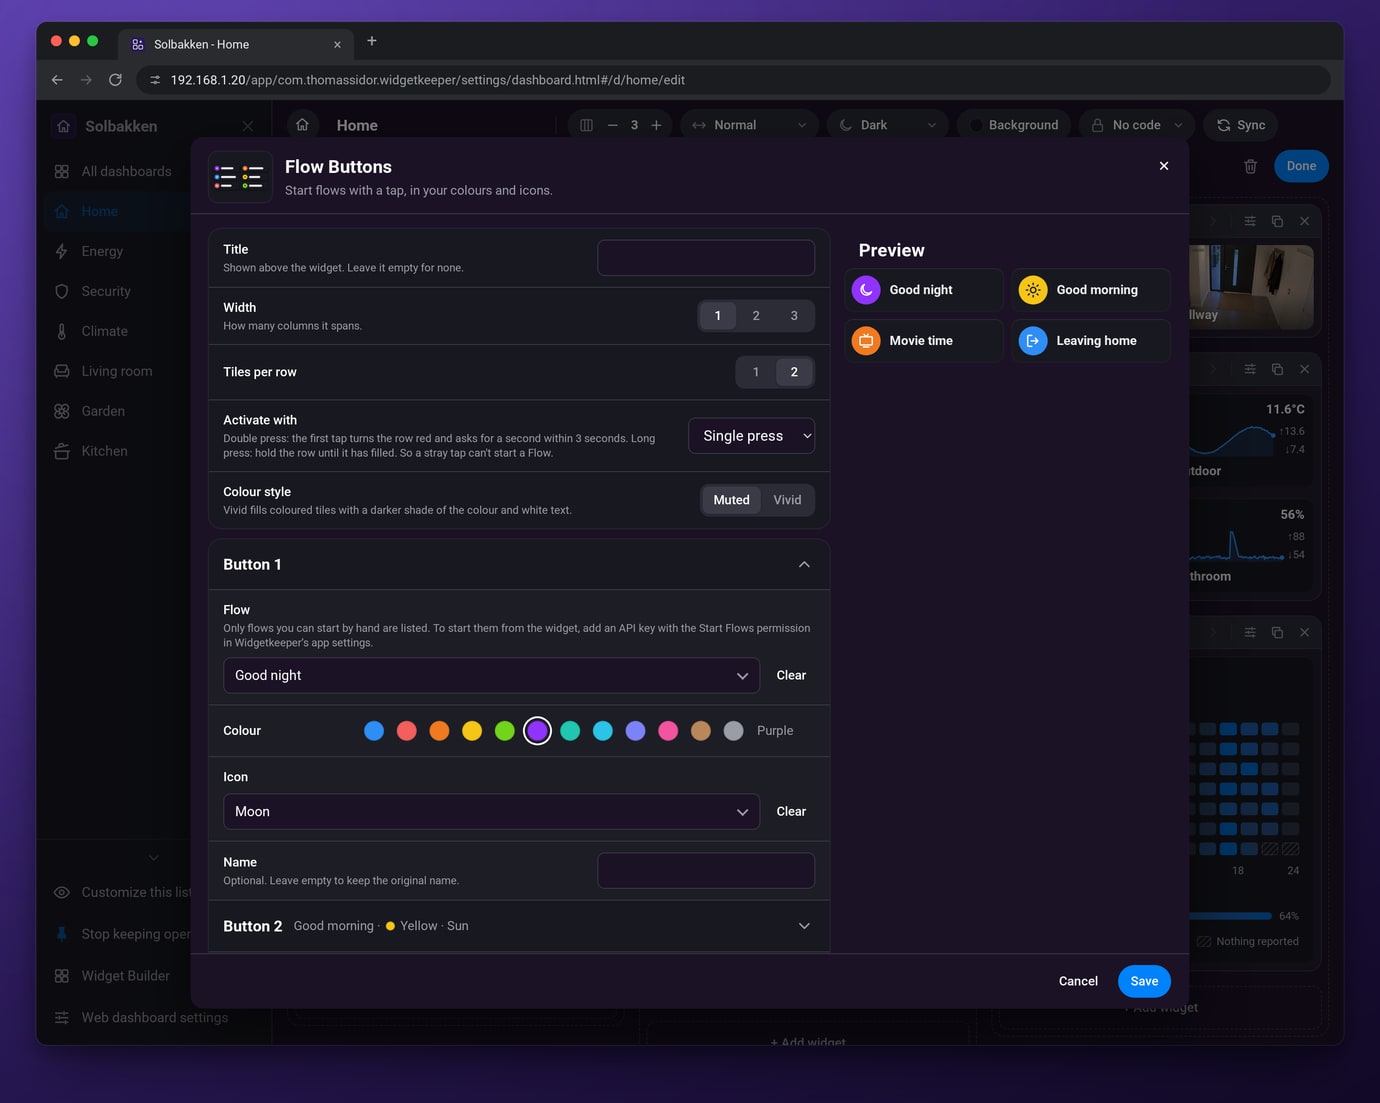 Solbakken - Home
192.168.1.20/app/com.thomassidor.widgetkeeper/settings/dashboard.html#/d/home/edit
Solbakken
Home
3
Normal
Dark
Background
No code
Sync
Done
All dashboards
Home
Energy
Security
Climate
Living room
Garden
Kitchen
Customize this list
Stop keeping open
Widget Builder
Web dashboard settings
Flow Buttons
Start flows with a tap, in your colours and icons.
Title
Shown above the widget. Leave it empty for none.
Width
How many columns it spans.
1 2 3
Tiles per row
1 2
Activate with
Double press: the first tap turns the row red and asks for a second within 3 seconds. Long
press: hold the row until it has filled. So a stray tap can't start a Flow.
Single press
Colour style
Vivid fills coloured tiles with a darker shade of the colour and white text.
Muted Vivid
Button 1
Flow
Only flows you can start by hand are listed. To start them from the widget, add an API key with the Start Flows permission
in Widgetkeeper's app settings.
Good night
Clear
Colour
Purple
Icon
Moon
Clear
Name
Optional. Leave empty to keep the original name.
Button 2 Good morning · Yellow · Sun
Preview
Good night
Good morning
Movie time
Leaving home
Cancel
Save
llway
11.6°C
↑13.6
↓7.4
tdoor
56%
↑88
↓54
throom
18 24
64%
Nothing reported
+ Add widget
+ Add widget